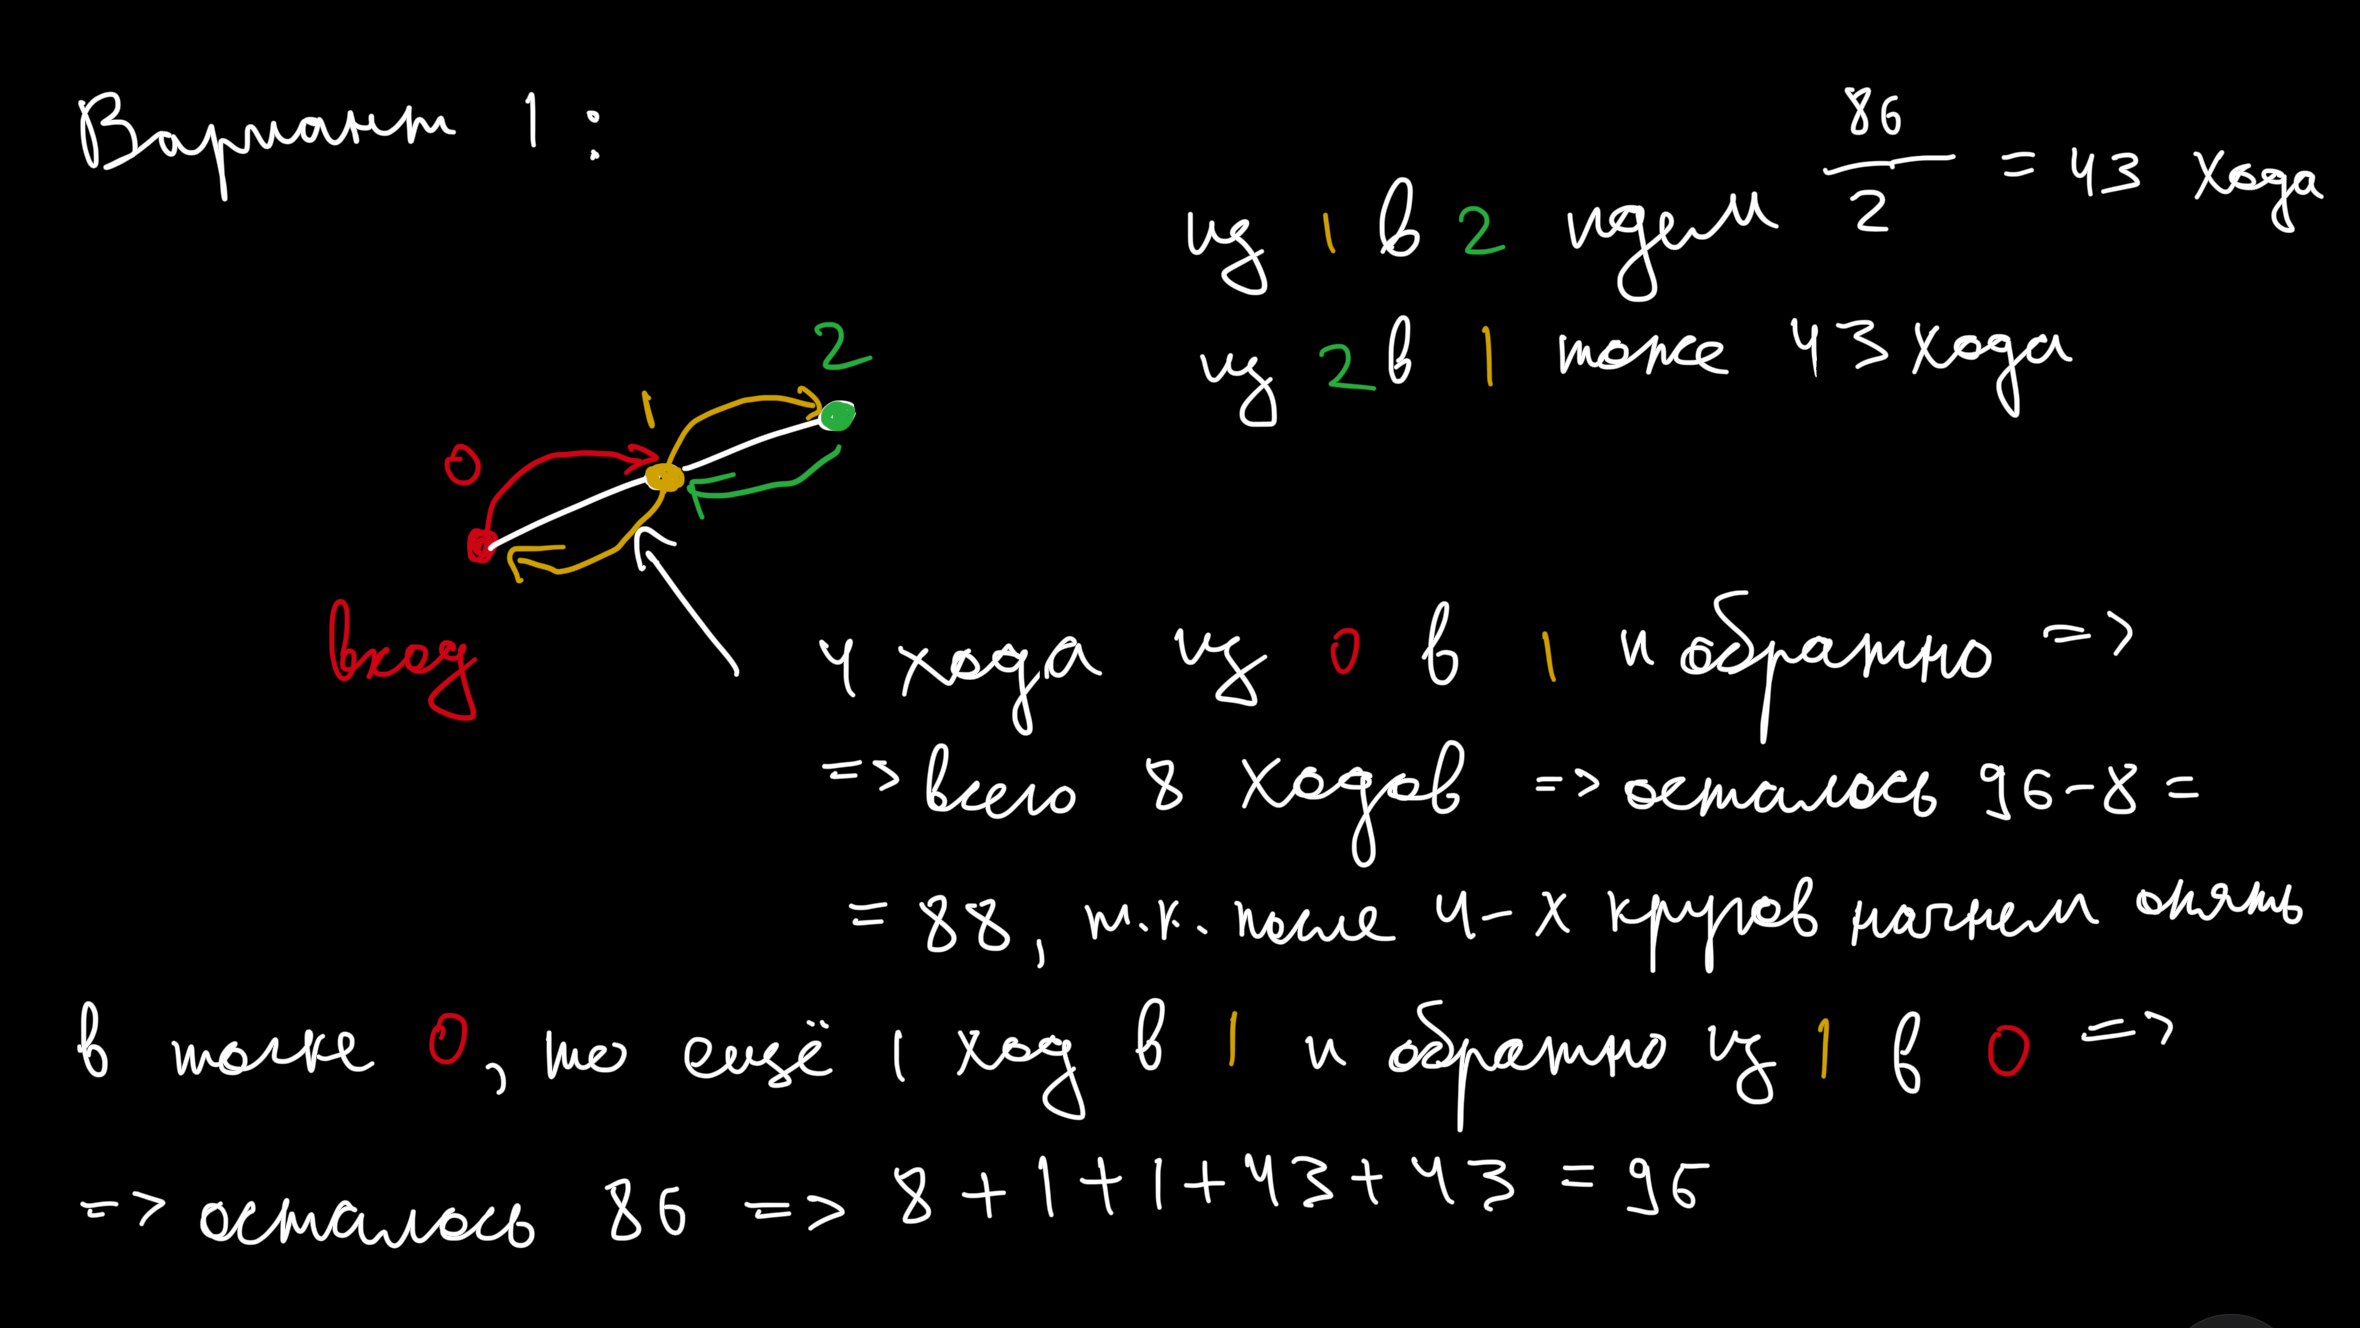 Вариант 1:
из 1 в 2 идем 86/2 = 43 хода
из 2 в 1 тоже 43 хода
2
1
0
вход
4 хода из 0 в 1 и обратно =>
=> всего 8 ходов => осталось 96-8=
= 88, т.к. после 4-х кругов начнем опять
в точке 0, то ещё 1 ход в 1 и обратно из 1 в 0 =>
=> осталось 86 => 8+1+1+43+43 = 96